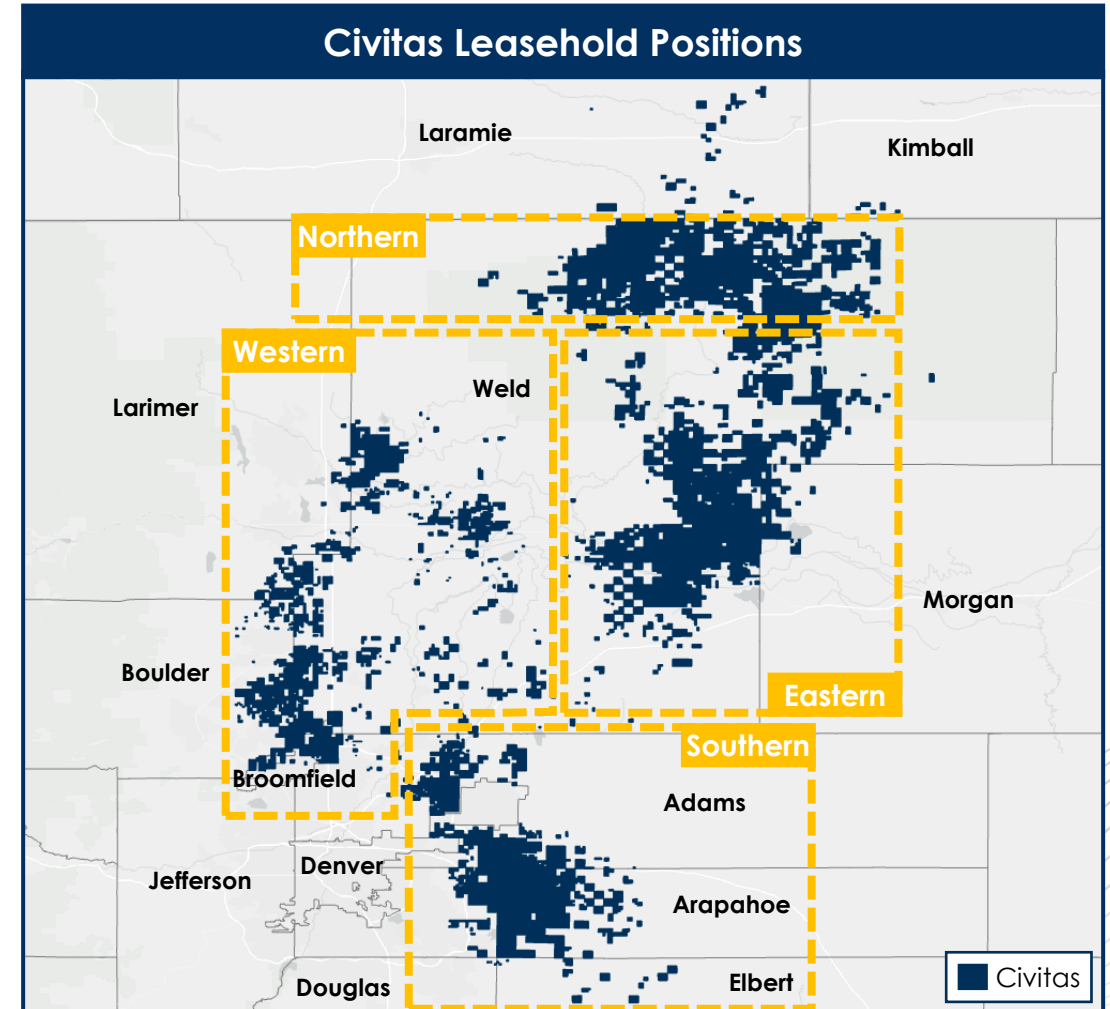 Civitas Leasehold Positions
Laramie
Kimball
Northern
Western
Weld
Larimer
Morgan
Boulder
Eastern
Southern
Broomfield
Adams
Denver
Jefferson
Arapahoe
Elbert
Douglas
Civitas